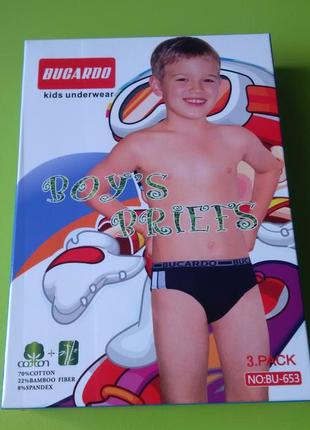 BUCARDO
kids underwear
BOY'S
BRIEFS
BUCARDO BUC
3.PACK
NO:BU-653
COTTON +
70%COTTON
22%BAMBOO FIBER
8%SPANDEX